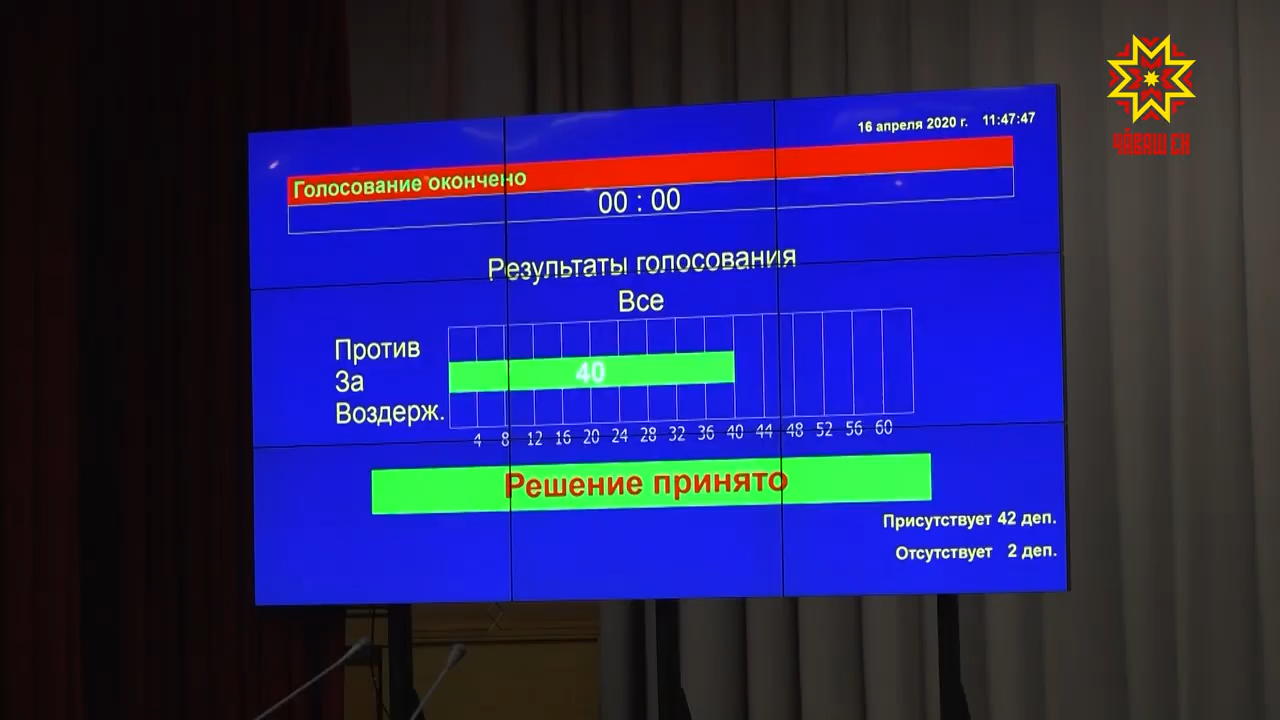 16 апреля 2020 г. 11:47:47
ЧӐВАШ ЕН
Голосование окончено
00 : 00
Результаты голосования
Все
Против
За 40
Воздерж.
4 8 12 16 20 24 28 32 36 40 44 48 52 56 60
Решение принято
Присутствует 42 деп.
Отсутствует 2 деп.